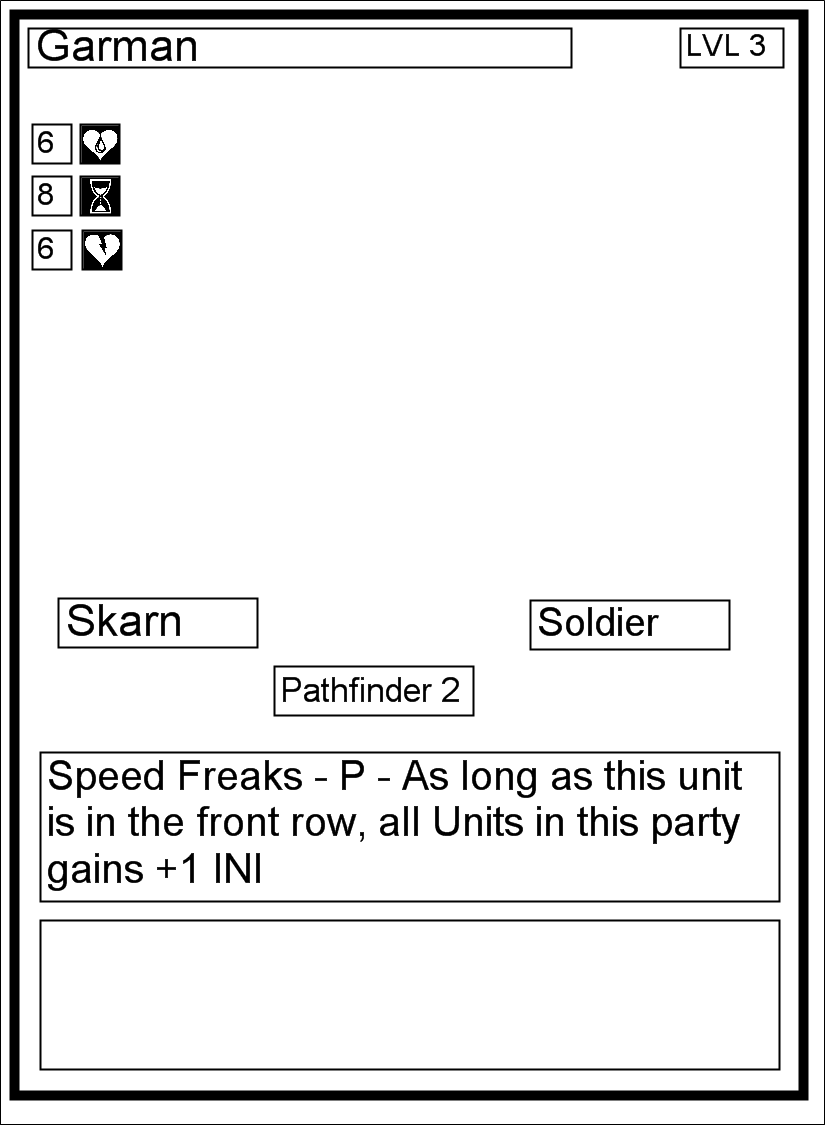 Garman
LVL 3
6
8
6
Skarn
Soldier
Pathfinder 2
Speed Freaks - P - As long as this unit
is in the front row, all Units in this party
gains +1 INI